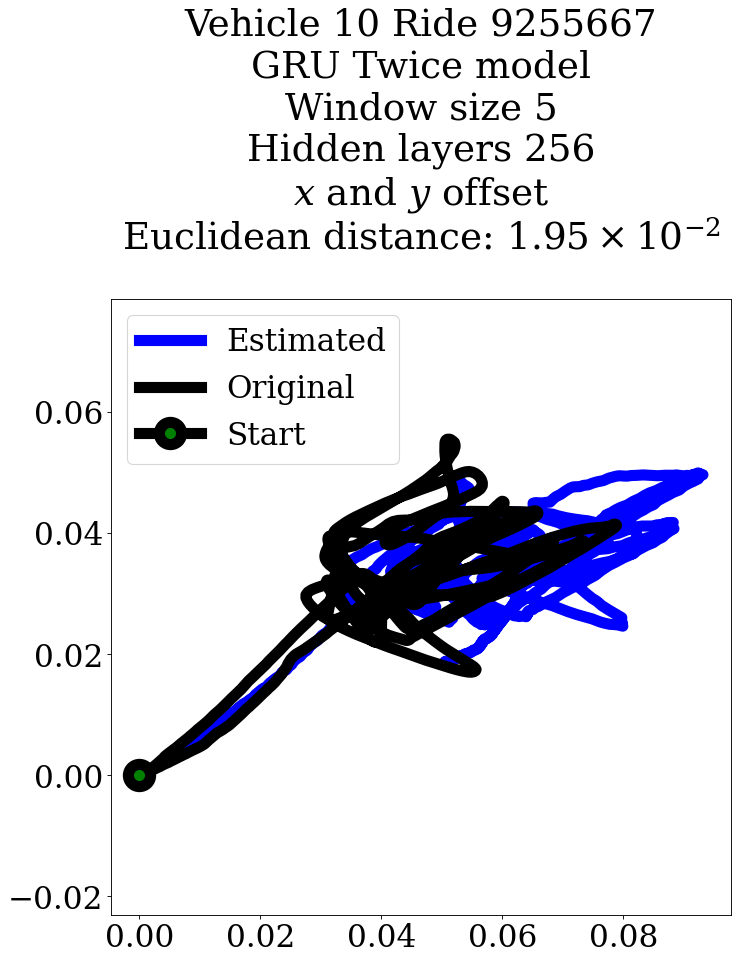 Vehicle 10 Ride 9255667
GRU Twice model
Window size 5
Hidden layers 256
x and y offset
Euclidean distance: 1.95 × 10⁻²
Estimated
Original
Start
0.06
0.04
0.02
0.00
−0.02
0.00 0.02 0.04 0.06 0.08